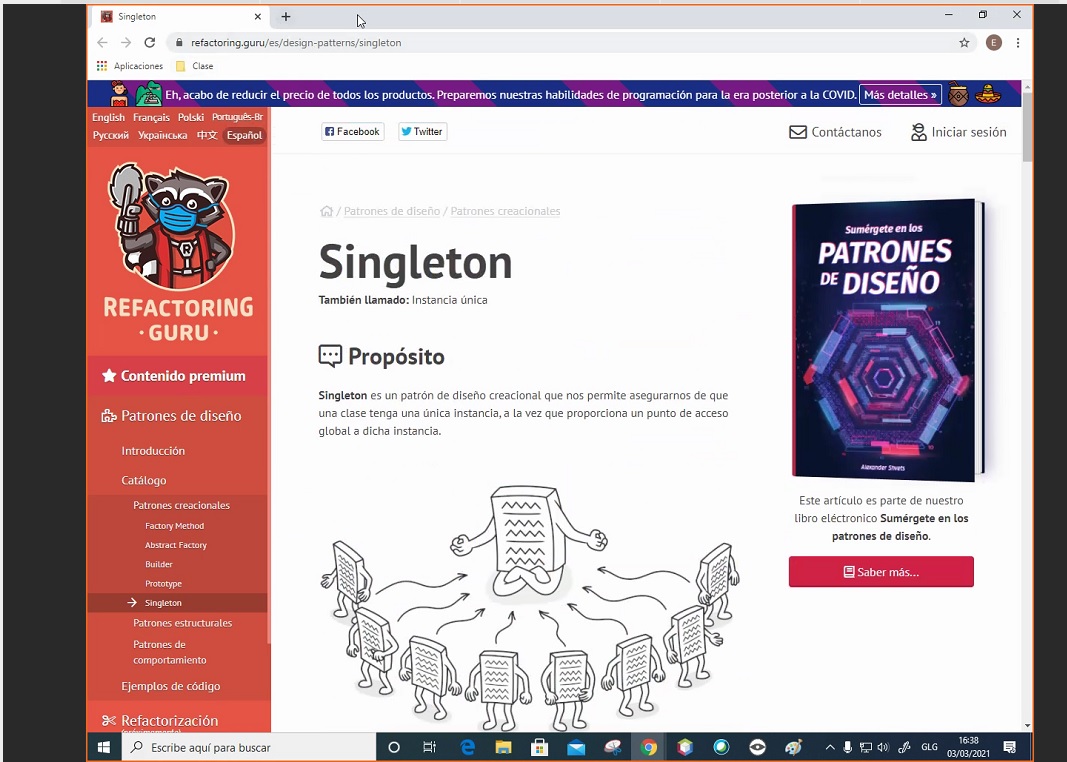 Singleton
refactoring.guru/es/design-patterns/singleton
E
Aplicaciones Clase
Eh, acabo de reducir el precio de todos los productos. Preparemos nuestras habilidades de programación para la era posterior a la COVID. Más detalles »
English Français Polski Português-Br
Русский Українська 中文 Español
Facebook Twitter Contáctanos Iniciar sesión
R
REFACTORING
· GURU ·
Contenido premium
Patrones de diseño
Introducción
Catálogo
Patrones creacionales
Factory Method
Abstract Factory
Builder
Prototype
Singleton
Patrones estructurales
Patrones de
comportamiento
Ejemplos de código
Refactorización
(próximamente)
/ Patrones de diseño / Patrones creacionales
Singleton
También llamado: Instancia única
Propósito
Singleton es un patrón de diseño creacional que nos permite asegurarnos de que
una clase tenga una única instancia, a la vez que proporciona un punto de acceso
global a dicha instancia.
Sumérgete en los
PATRONES
DE DISEÑO
Alexander Shvets
Este artículo es parte de nuestro
libro eléctronico Sumérgete en los
patrones de diseño.
Saber más...
Escribe aquí para buscar
GLG
16:38
03/03/2021